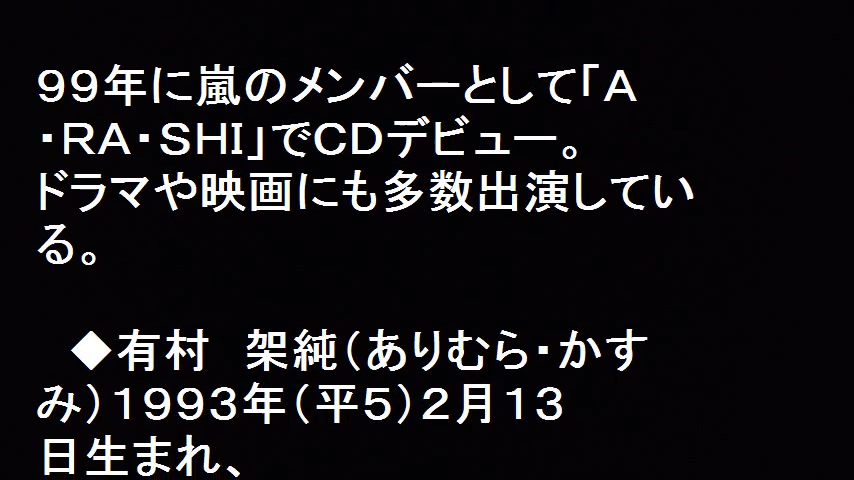 ９９年に嵐のメンバーとして「Ａ
・ＲＡ・ＳＨＩ」でＣＤデビュー。
ドラマや映画にも多数出演してい
る。
◆有村　架純（ありむら・かす
み）１９９３年（平５）２月１３
日生まれ、